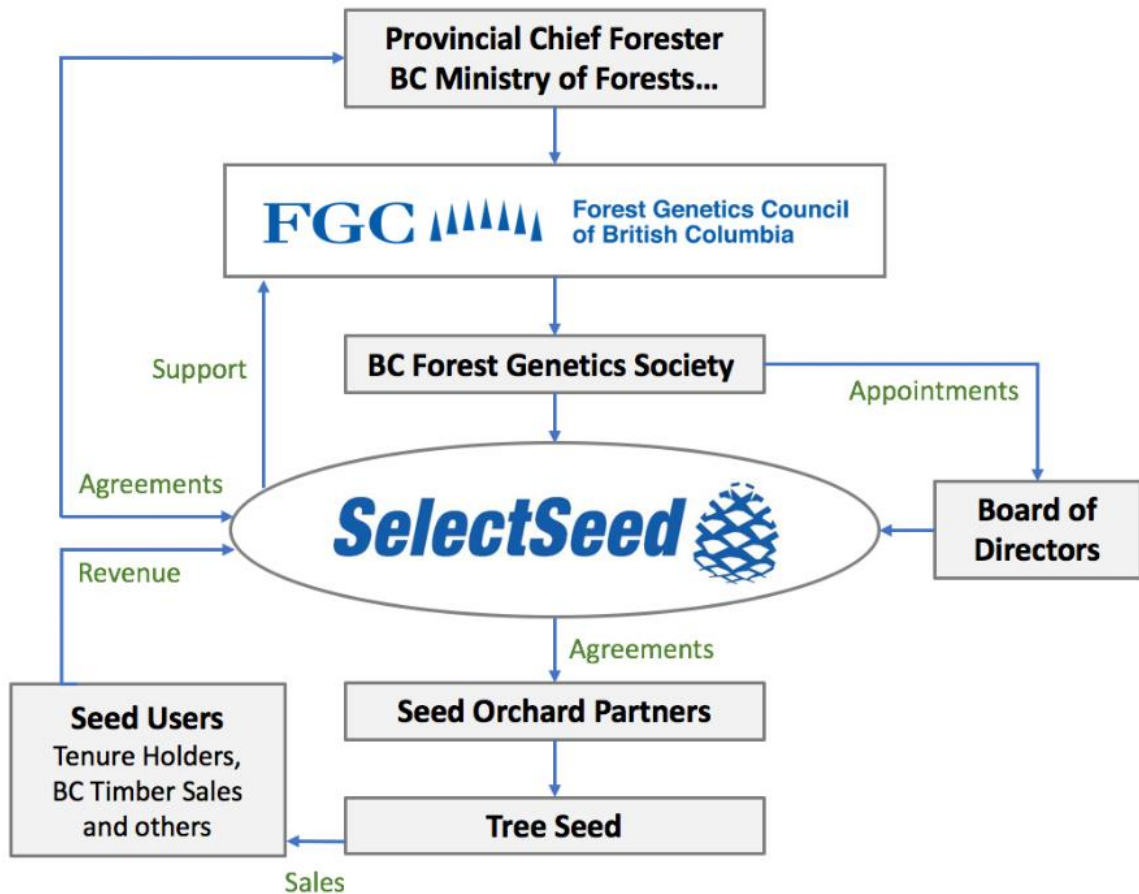 Provincial Chief Forester
BC Ministry of Forests…
FGC
Forest Genetics Council
of British Columbia
Support
BC Forest Genetics Society
Appointments
Agreements
SelectSeed
Board of
Directors
Revenue
Agreements
Seed Users
Tenure Holders,
BC Timber Sales
and others
Seed Orchard Partners
Tree Seed
Sales